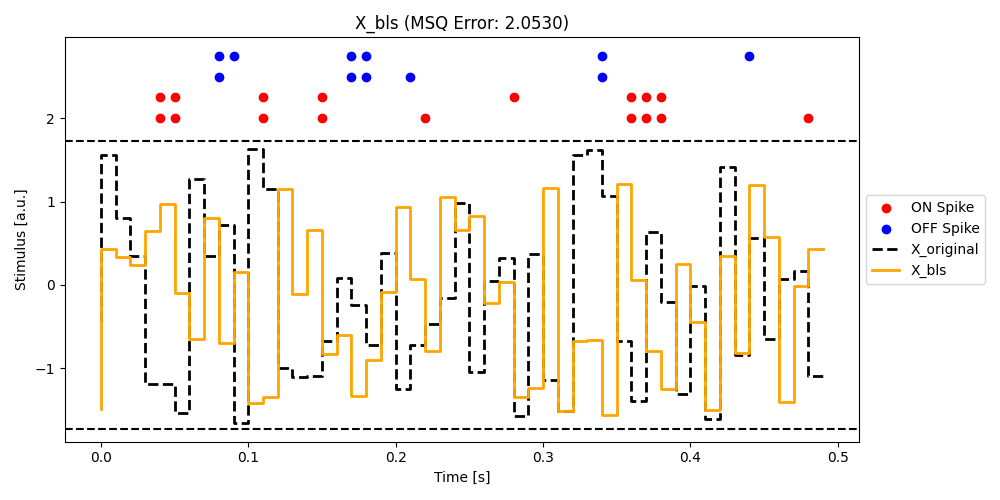 X_bls (MSQ Error: 2.0530)
Stimulus [a.u.]
2
1
0
−1
0.0 0.1 0.2 0.3 0.4 0.5
Time [s]
ON Spike
OFF Spike
X_original
X_bls